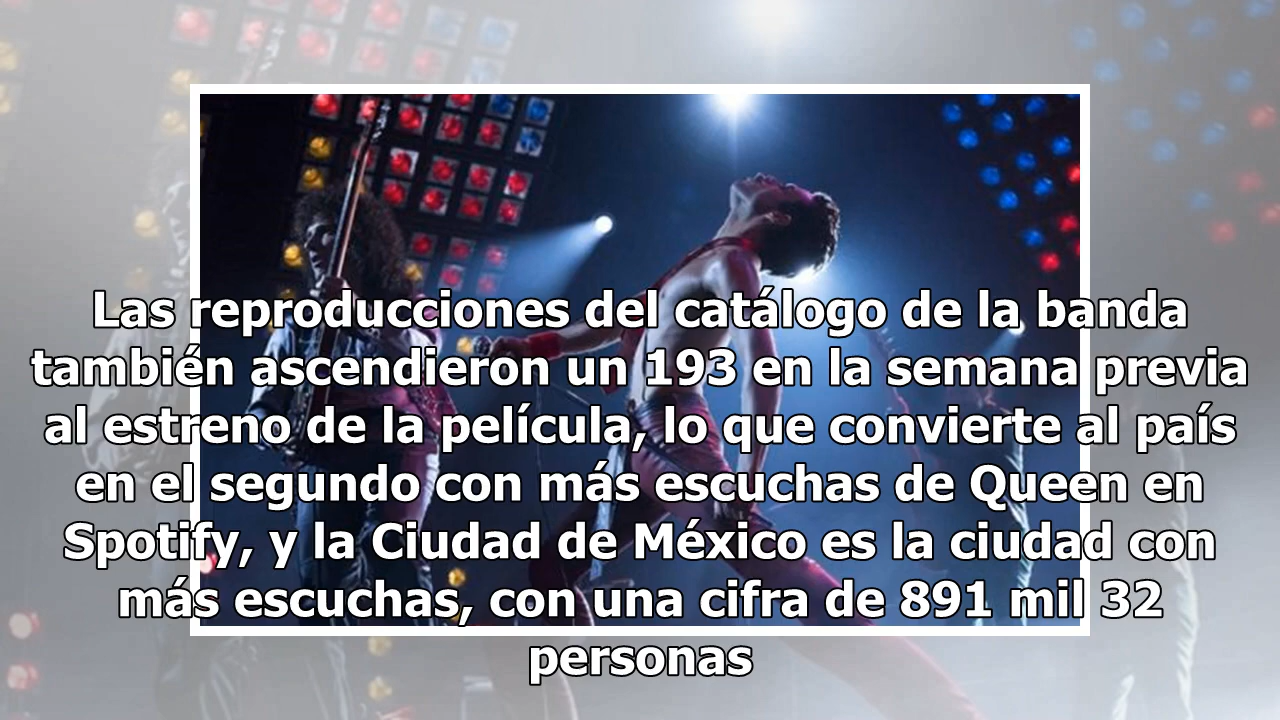 Las reproducciones del catálogo de la banda
también ascendieron un 193 en la semana previa
al estreno de la película, lo que convierte al país
en el segundo con más escuchas de Queen en
Spotify, y la Ciudad de México es la ciudad con
más escuchas, con una cifra de 891 mil 32
personas